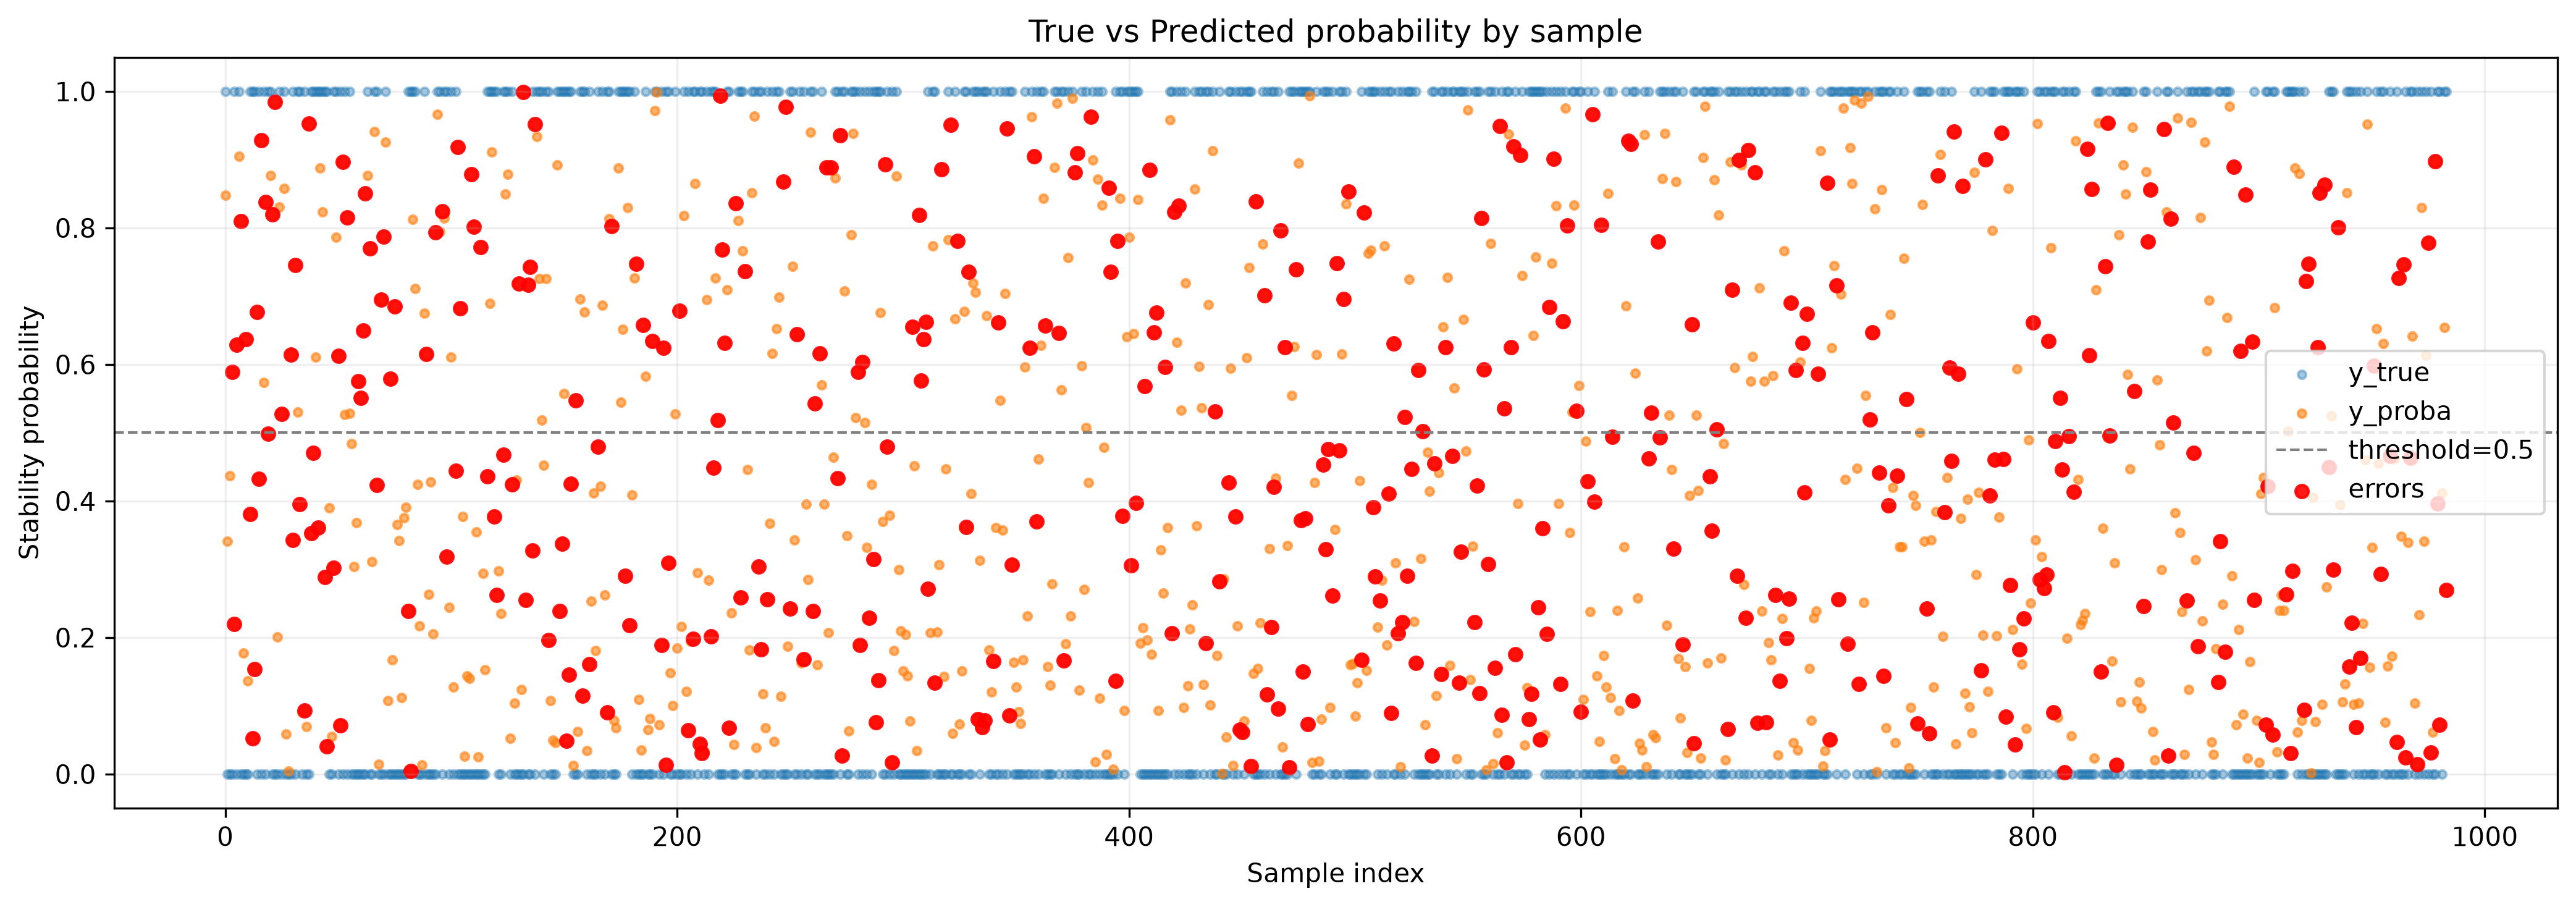 True vs Predicted probability by sample
Stability probability
1.0
0.8
0.6
0.4
0.2
0.0
y_true
y_proba
threshold=0.5
errors
0
200
400
600
800
1000
Sample index